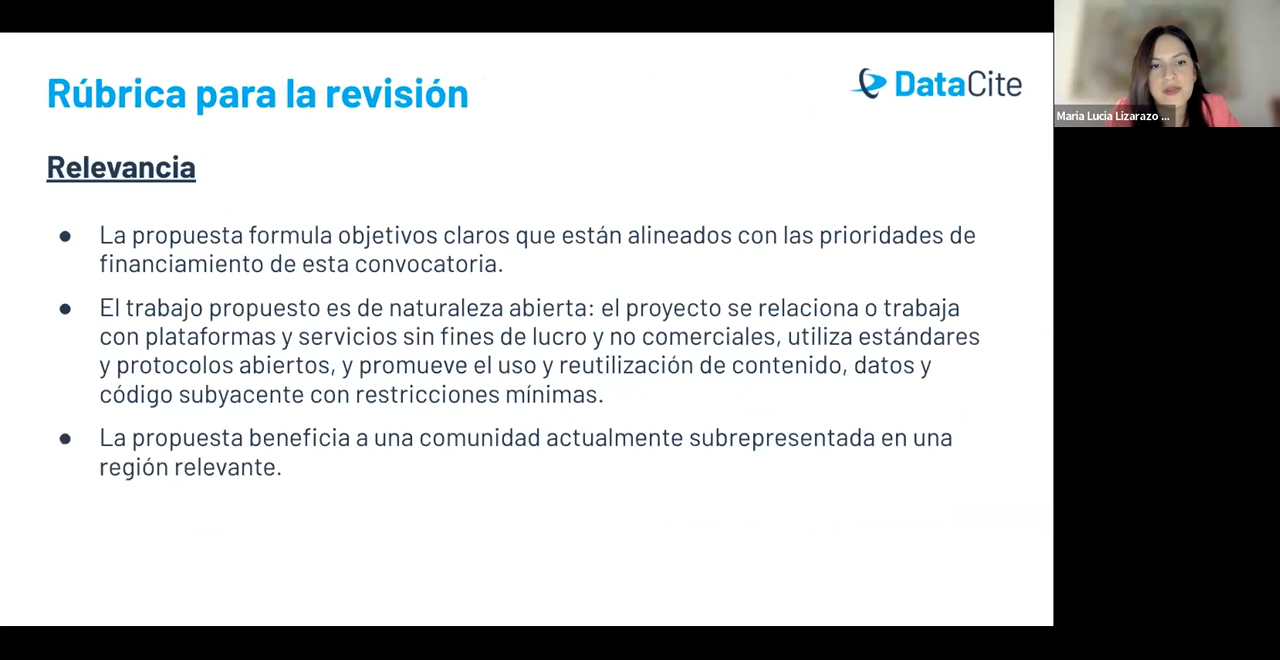 Rúbrica para la revisión
DataCite
Maria Lucia Lizarazo ...
Relevancia
● La propuesta formula objetivos claros que están alineados con las prioridades de
financiamiento de esta convocatoria.
● El trabajo propuesto es de naturaleza abierta: el proyecto se relaciona o trabaja
con plataformas y servicios sin fines de lucro y no comerciales, utiliza estándares
y protocolos abiertos, y promueve el uso y reutilización de contenido, datos y
código subyacente con restricciones mínimas.
● La propuesta beneficia a una comunidad actualmente subrepresentada en una
región relevante.